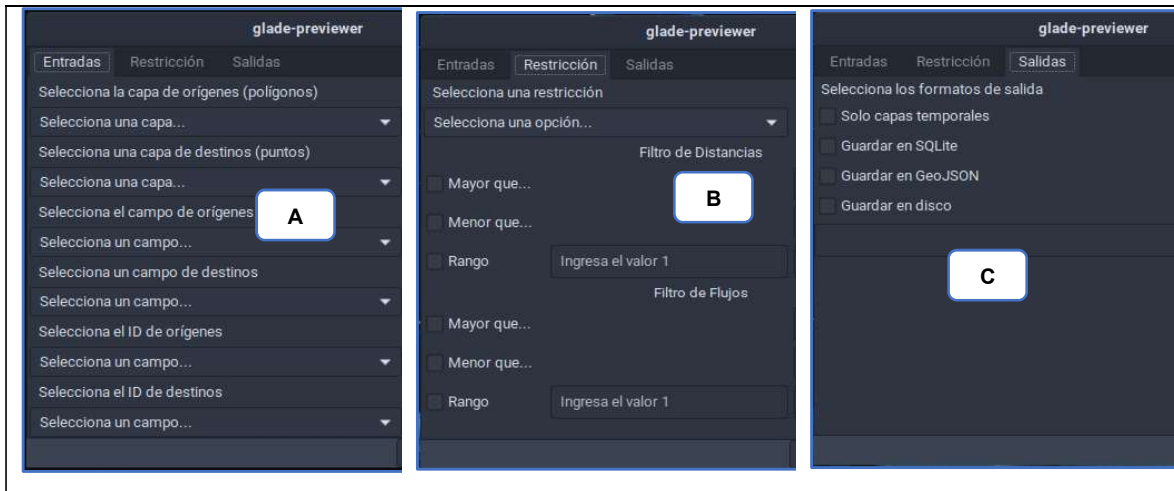 glade-previewer
Entradas Restricción Salidas
Selecciona la capa de orígenes (polígonos)
Selecciona una capa...
Selecciona una capa de destinos (puntos)
Selecciona una capa...
Selecciona el campo de orígenes
Selecciona un campo...
Selecciona un campo de destinos
Selecciona un campo...
Selecciona el ID de orígenes
Selecciona un campo...
Selecciona el ID de destinos
Selecciona un campo...
A
glade-previewer
Entradas Restricción Salidas
Selecciona una restricción
Selecciona una opción...
Filtro de Distancias
Mayor que...
Menor que...
Rango Ingresa el valor 1
Filtro de Flujos
Mayor que...
Menor que...
Rango Ingresa el valor 1
B
glade-previewer
Entradas Restricción Salidas
Selecciona los formatos de salida
Solo capas temporales
Guardar en SQLite
Guardar en GeoJSON
Guardar en disco
C